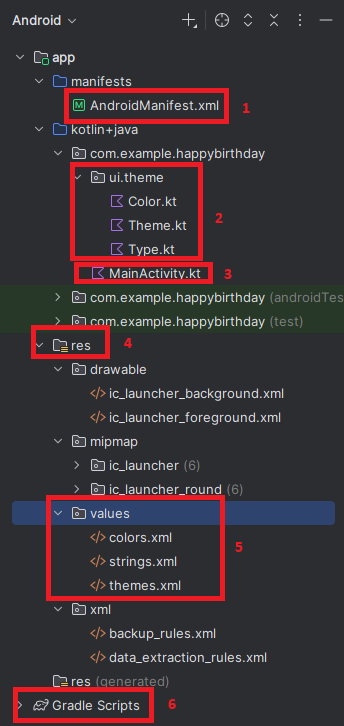 Android
app
manifests
AndroidManifest.xml 1
kotlin+java
com.example.happybirthday
ui.theme
Color.kt
Theme.kt 2
Type.kt
MainActivity.kt 3
com.example.happybirthday (androidTes
com.example.happybirthday (test)
res 4
drawable
ic_launcher_background.xml
ic_launcher_foreground.xml
mipmap
ic_launcher (6)
ic_launcher_round (6)
values
colors.xml 5
strings.xml
themes.xml
xml
backup_rules.xml
data_extraction_rules.xml
res (generated)
Gradle Scripts 6